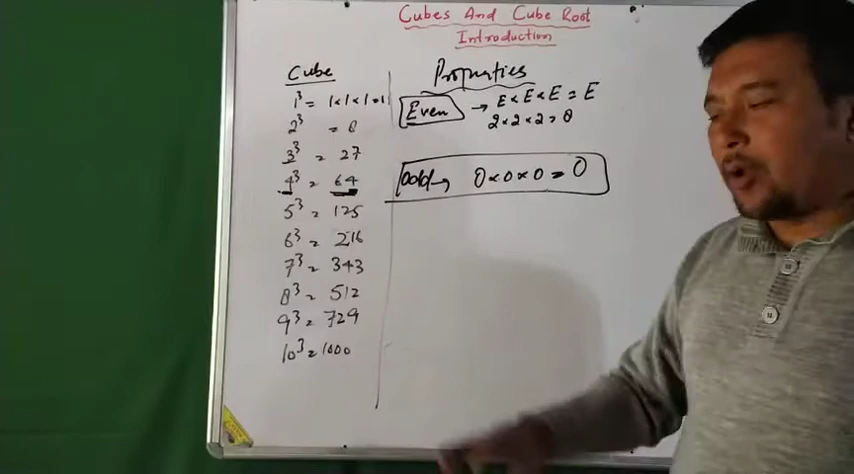 Cubes And Cube Root
Introduction
Cube
1³ = 1×1×1=1
2³ = 8
3³ = 27
4³ = 64
5³ = 125
6³ = 216
7³ = 343
8³ = 512
9³ = 729
10³ = 1000
Properties
Even → E×E×E = E
2×2×2=8
Odd → O×O×O = O